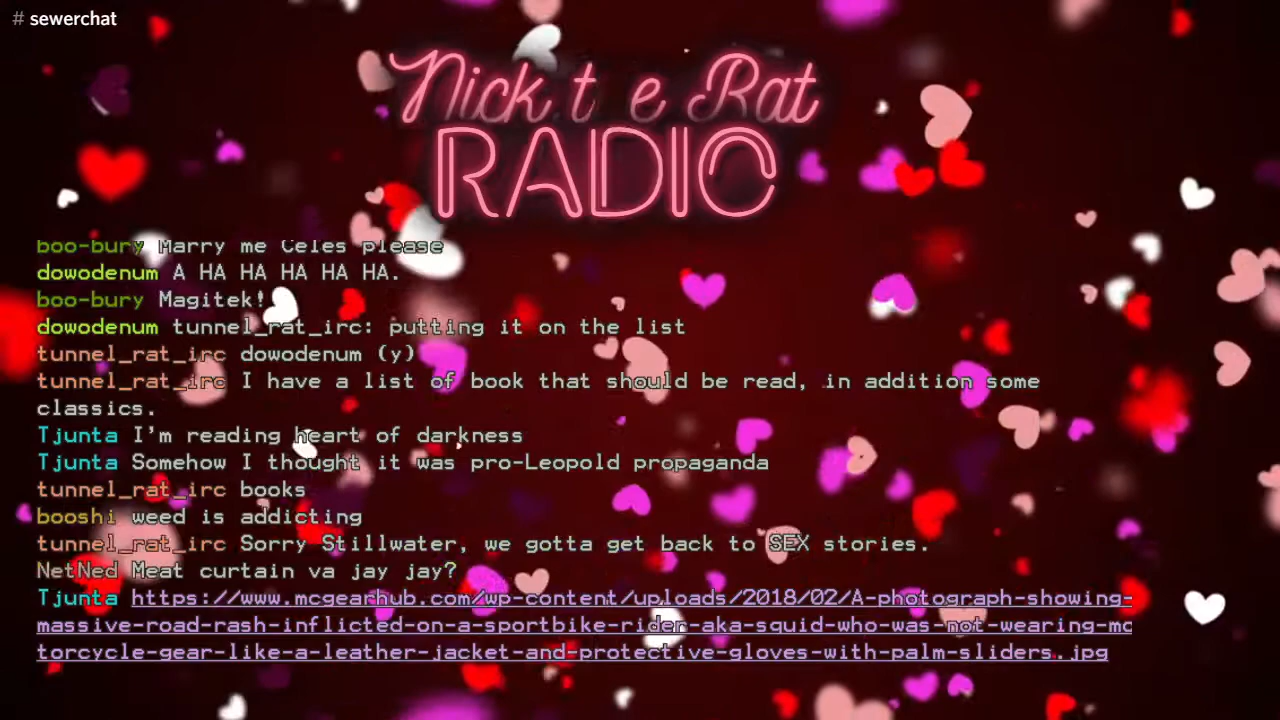 # sewerchat
Nick t e Rat
RADIO
boo-bury Marry me Celes please
dowodenum A HA HA HA HA HA.
boo-bury Magitek!
dowodenum tunnel_rat_irc: putting it on the list
tunnel_rat_irc dowodenum (y)
tunnel_rat_irc I have a list of book that should be read, in addition some
classics.
Tjunta I'm reading heart of darkness
Tjunta Somehow I thought it was pro-Leopold propaganda
tunnel_rat_irc books
booshi weed is addicting
tunnel_rat_irc Sorry Stillwater, we gotta get back to SEX stories.
NetNed Meat curtain va jay jay?
Tjunta https://www.mcgearhub.com/wp-content/uploads/2018/02/A-photograph-showing-
massive-road-rash-inflicted-on-a-sportbike-rider-aka-squid-who-was-not-wearing-mo
torcycle-gear-like-a-leather-jacket-and-protective-gloves-with-palm-sliders.jpg